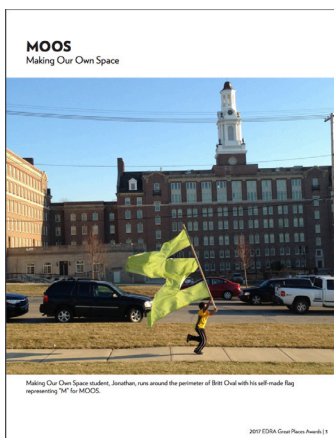 MOOS
Making Our Own Space
Making Our Own Space student, Jonathan, runs around the perimeter of Britt Oval with his self-made flag
representing "M" for MOOS.
2017 EDRA Great Places Awards | 3